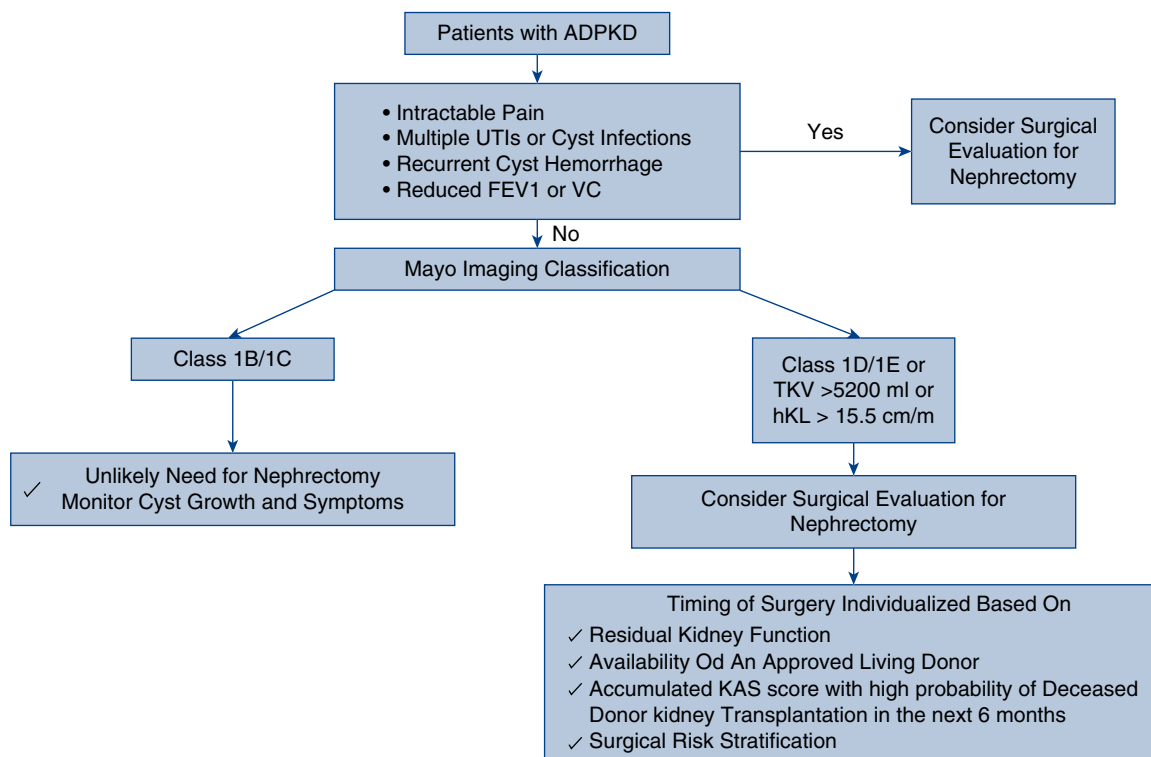 Patients with ADPKD
• Intractable Pain
• Multiple UTIs or Cyst Infections
• Recurrent Cyst Hemorrhage
• Reduced FEV1 or VC
Yes
Consider Surgical
Evaluation for
Nephrectomy
No
Mayo Imaging Classification
Class 1B/1C
Class 1D/1E or
TKV >5200 ml or
hKL > 15.5 cm/m
✓ Unlikely Need for Nephrectomy
Monitor Cyst Growth and Symptoms
Consider Surgical Evaluation for
Nephrectomy
Timing of Surgery Individualized Based On
✓ Residual Kidney Function
✓ Availability Od An Approved Living Donor
✓ Accumulated KAS score with high probability of Deceased
Donor kidney Transplantation in the next 6 months
✓ Surgical Risk Stratification